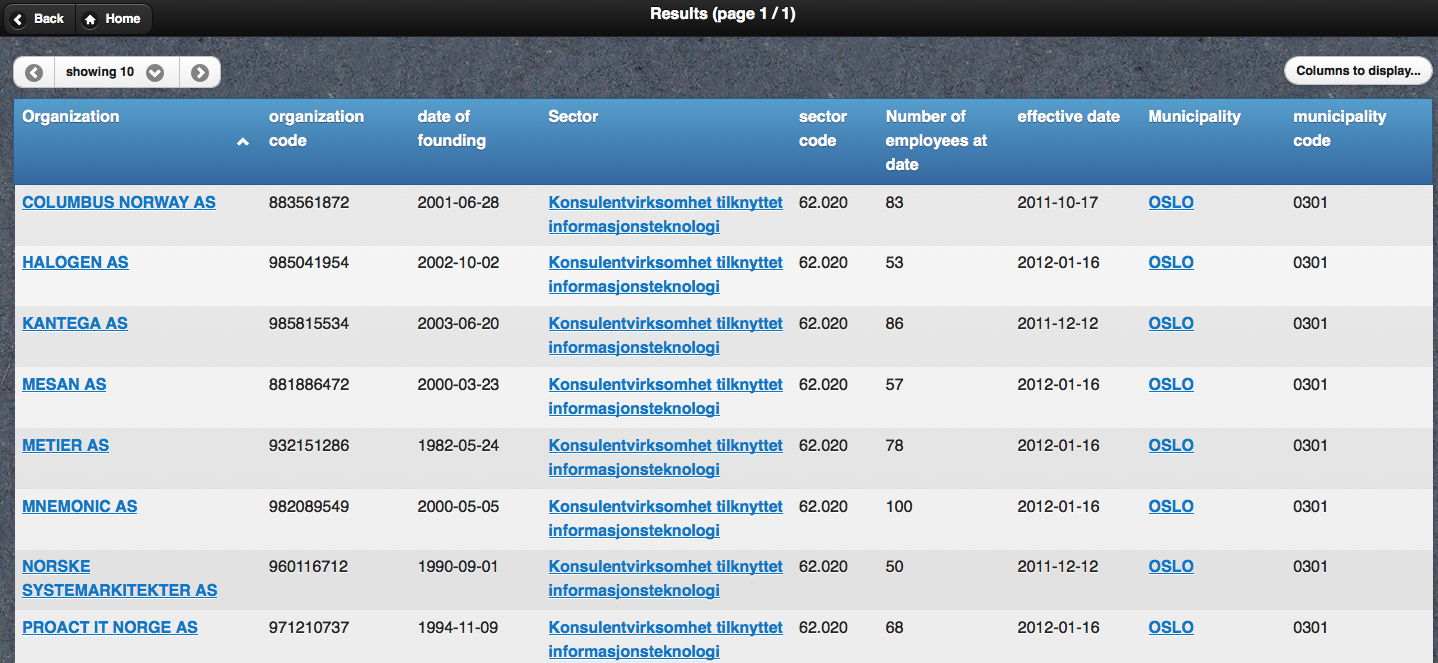 Back Home Results (page 1 / 1)
showing 10 Columns to display...
Organization organization date of Sector sector Number of effective date Municipality municipality
code founding code employees at code
date
COLUMBUS NORWAY AS 883561872 2001-06-28 Konsulentvirksomhet tilknyttet 62.020 83 2011-10-17 OSLO 0301
informasjonsteknologi
HALOGEN AS 985041954 2002-10-02 Konsulentvirksomhet tilknyttet 62.020 53 2012-01-16 OSLO 0301
informasjonsteknologi
KANTEGA AS 985815534 2003-06-20 Konsulentvirksomhet tilknyttet 62.020 86 2011-12-12 OSLO 0301
informasjonsteknologi
MESAN AS 881886472 2000-03-23 Konsulentvirksomhet tilknyttet 62.020 57 2012-01-16 OSLO 0301
informasjonsteknologi
METIER AS 932151286 1982-05-24 Konsulentvirksomhet tilknyttet 62.020 78 2012-01-16 OSLO 0301
informasjonsteknologi
MNEMONIC AS 982089549 2000-05-05 Konsulentvirksomhet tilknyttet 62.020 100 2012-01-16 OSLO 0301
informasjonsteknologi
NORSKE 960116712 1990-09-01 Konsulentvirksomhet tilknyttet 62.020 50 2011-12-12 OSLO 0301
SYSTEMARKITEKTER AS informasjonsteknologi
PROACT IT NORGE AS 971210737 1994-11-09 Konsulentvirksomhet tilknyttet 62.020 68 2012-01-16 OSLO 0301
informasjonsteknologi